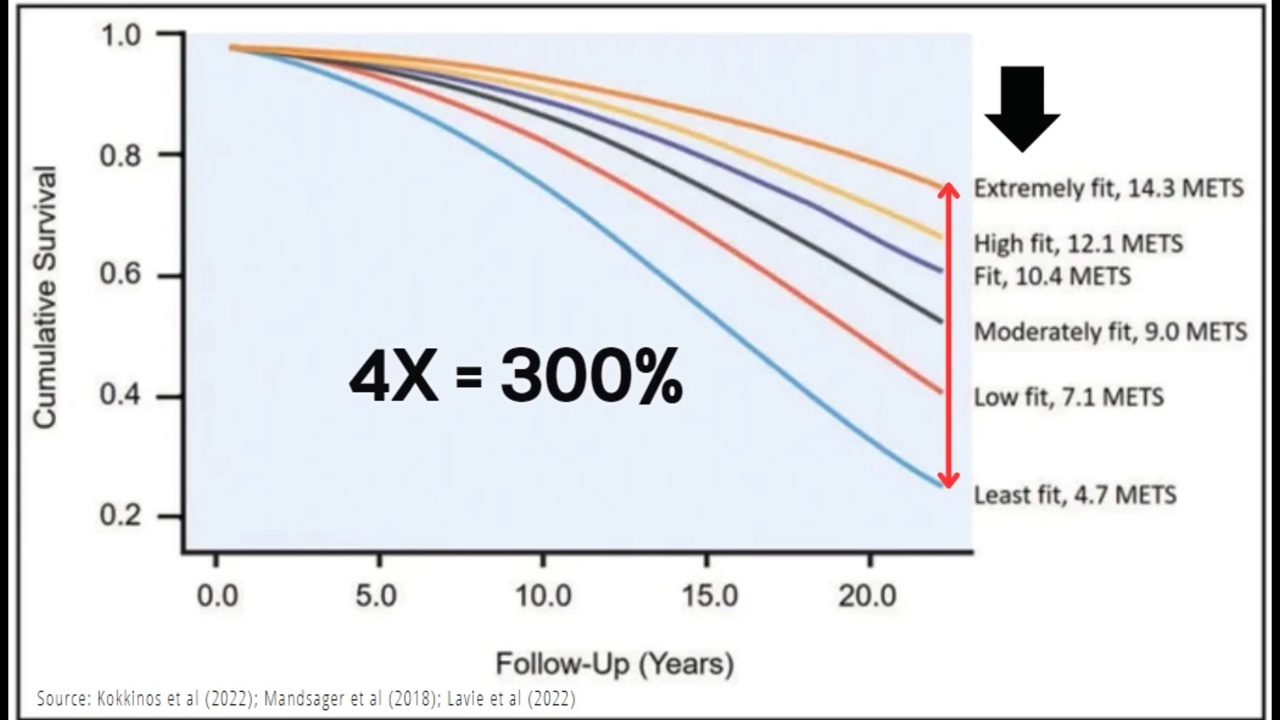 1.0
0.8
0.6
0.4
0.2
Cumulative Survival
Extremely fit, 14.3 METS
High fit, 12.1 METS
Fit, 10.4 METS
Moderately fit, 9.0 METS
Low fit, 7.1 METS
Least fit, 4.7 METS
4X = 300%
0.0 5.0 10.0 15.0 20.0
Follow-Up (Years)
Source: Kokkinos et al (2022); Mandsager et al (2018); Lavie et al (2022)